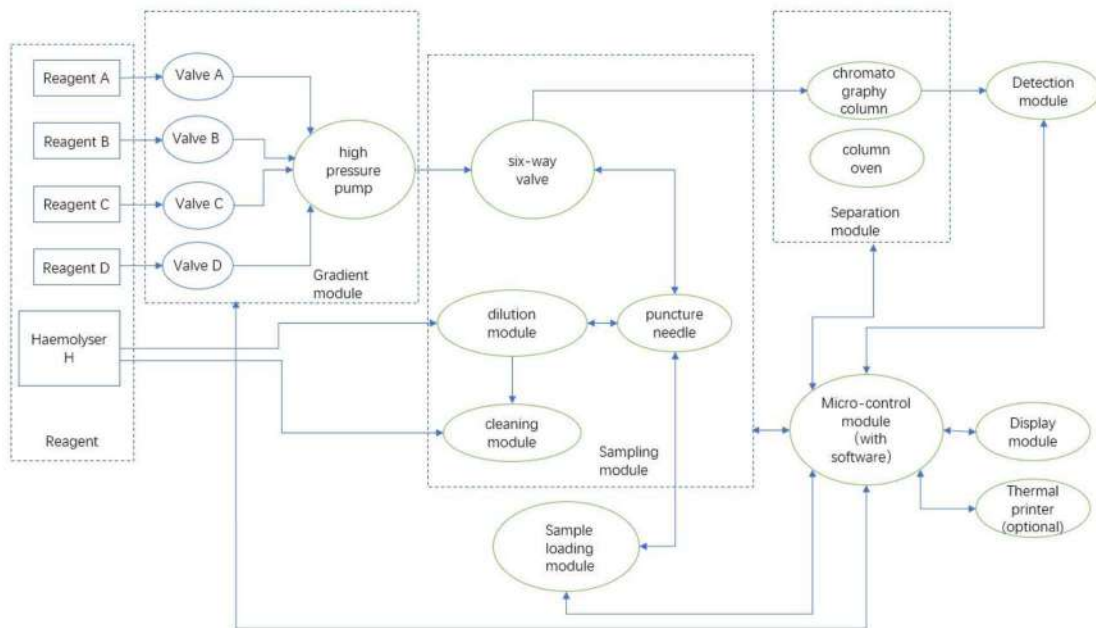 Reagent A
Valve A
Reagent B
Valve B
Reagent C
Valve C
Reagent D
Valve D
high
pressure
pump
Gradient
module
Haemolyser
H
Reagent
six-way
valve
dilution
module
puncture
needle
cleaning
module
Sampling
module
Sample
loading
module
chromato
graphy
column
column
oven
Separation
module
Detection
module
Micro-control
module
(with
software)
Display
module
Thermal
printer
(optional)